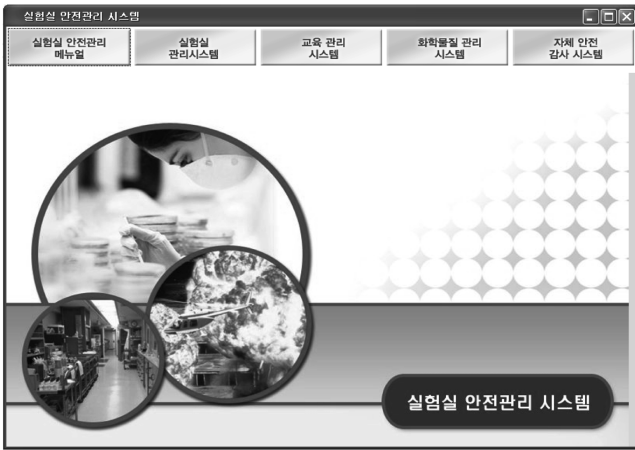 실험실 안전관리 시스템
실험실 안전관리
메뉴얼
실험실
관리시스템
교육 관리
시스템
화학물질 관리
시스템
자체 안전
감사 시스템
실험실 안전관리 시스템